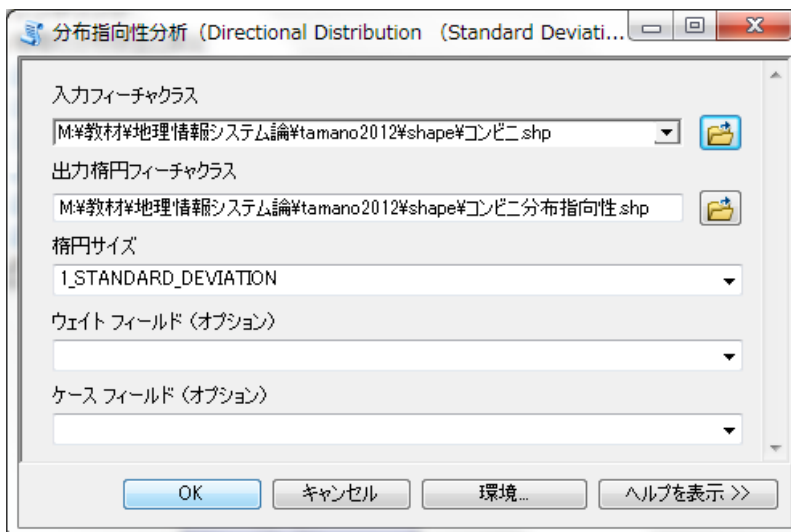 分布指向性分析（Directional Distribution （Standard Deviati...
入力フィーチャクラス
M:¥教材¥地理情報システム論¥tamano2012¥shape¥コンビニ.shp
出力楕円フィーチャクラス
M:¥教材¥地理情報システム論¥tamano2012¥shape¥コンビニ分布指向性.shp
楕円サイズ
1_STANDARD_DEVIATION
ウェイト フィールド（オプション）
ケース フィールド（オプション）
OK キャンセル 環境... ヘルプを表示 >>